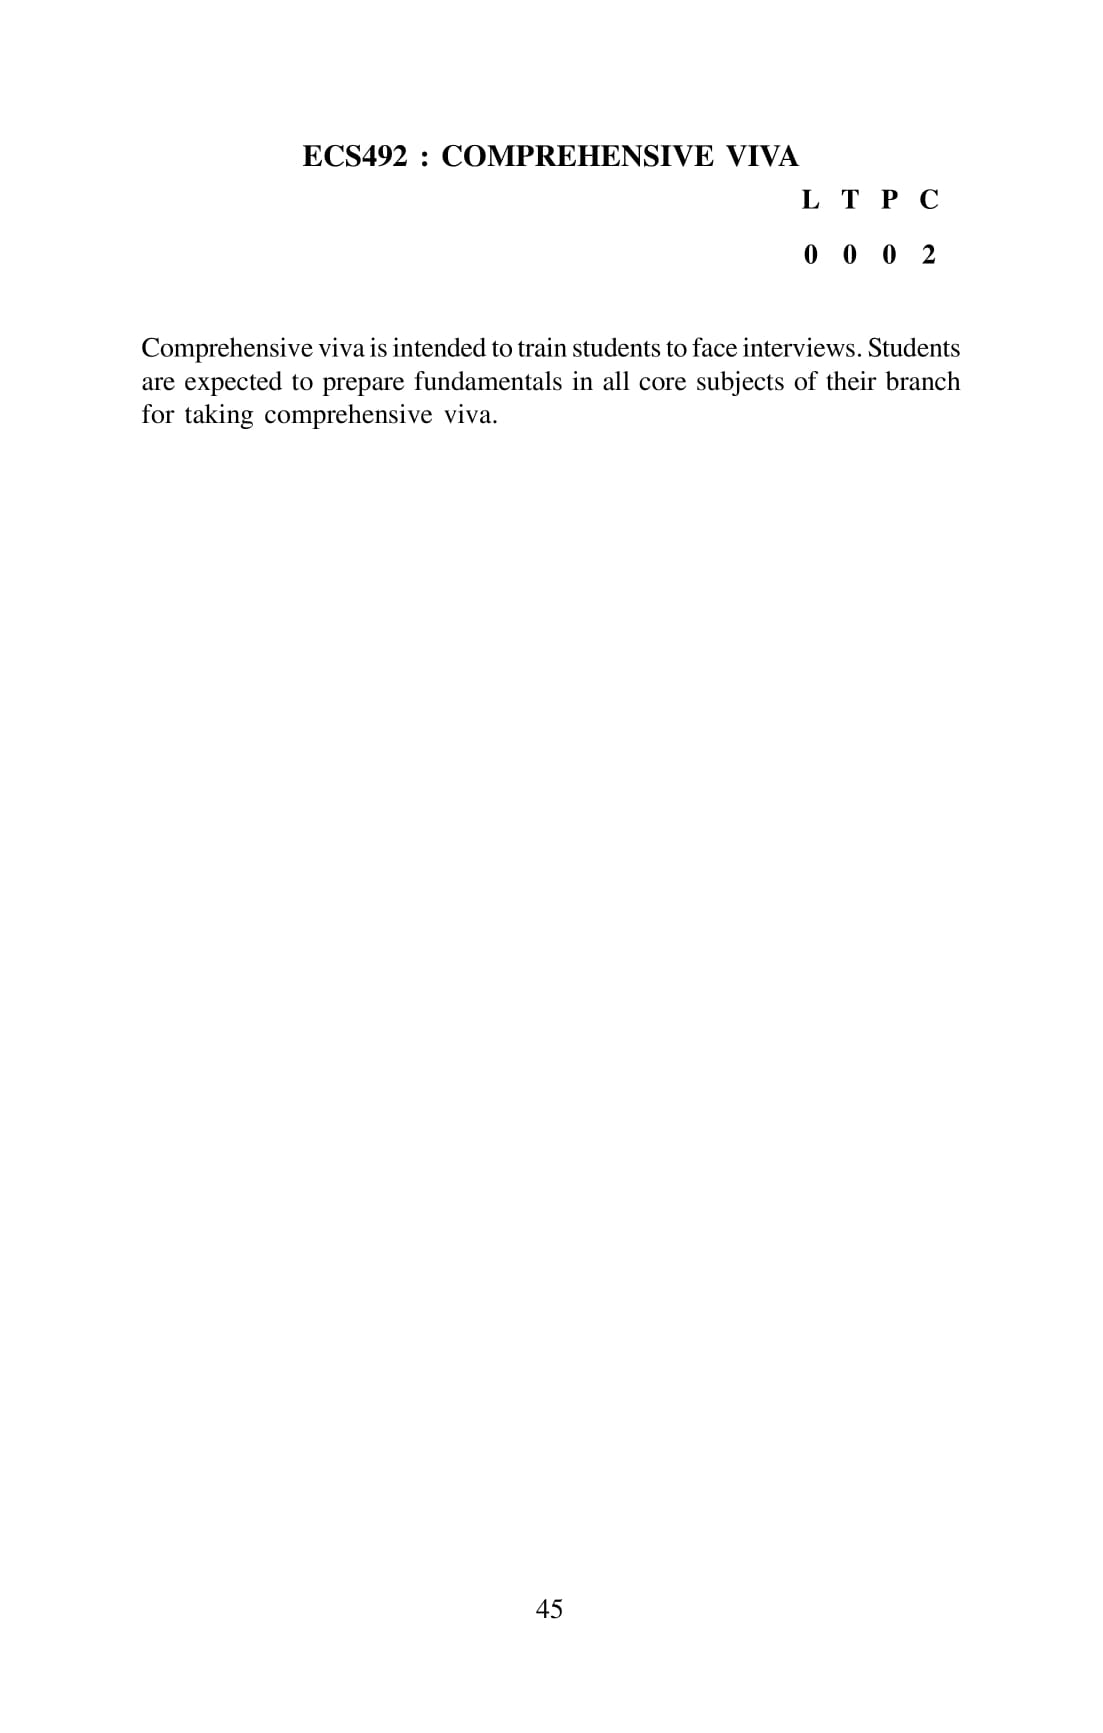 ECS492 : COMPREHENSIVE VIVA
L T P C
0 0 0 2
Comprehensive viva is intended to train students to face interviews. Students
are expected to prepare fundamentals in all core subjects of their branch
for taking comprehensive viva.
45